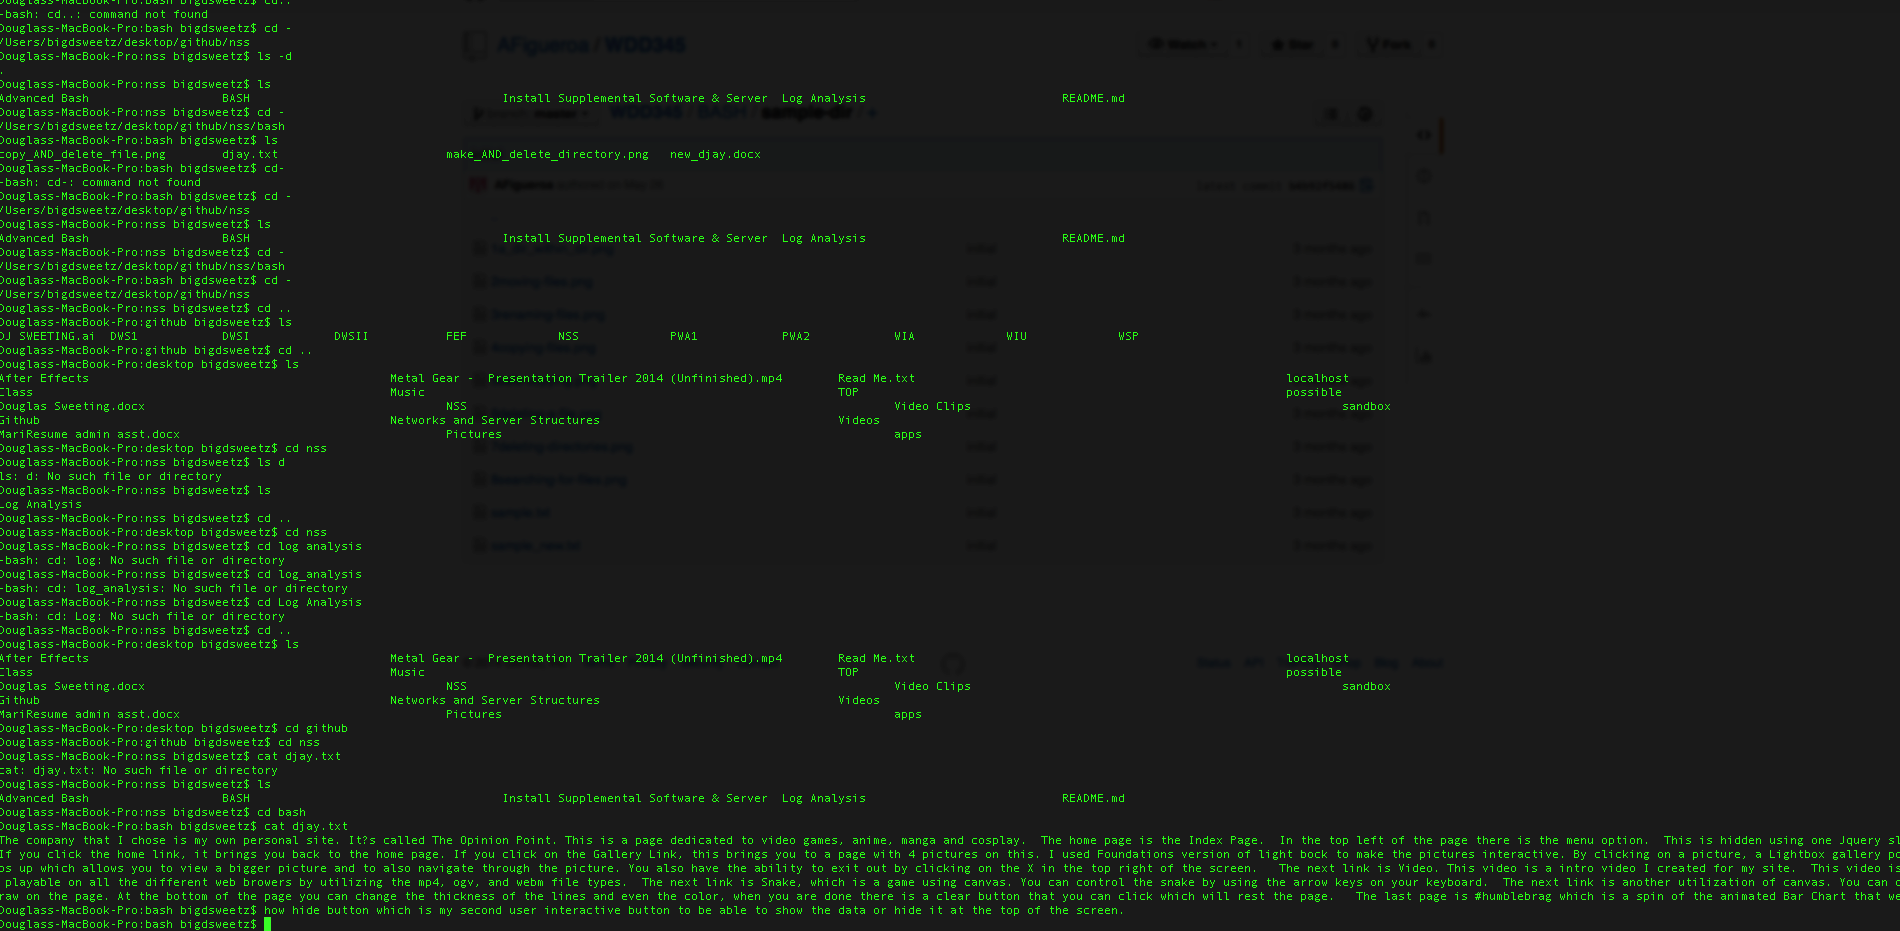 Douglass-MacBook-Pro:bash bigdsweetz$ cd..
-bash: cd..: command not found
Douglass-MacBook-Pro:bash bigdsweetz$ cd -
/Users/bigdsweetz/desktop/github/nss
Douglass-MacBook-Pro:nss bigdsweetz$ ls -d
.
Douglass-MacBook-Pro:nss bigdsweetz$ ls
Advanced Bash BASH Install Supplemental Software & Server Log Analysis README.md
Douglass-MacBook-Pro:nss bigdsweetz$ cd -
/Users/bigdsweetz/desktop/github/nss/bash
Douglass-MacBook-Pro:bash bigdsweetz$ ls
copy_AND_delete_file.png djay.txt make_AND_delete_directory.png new_djay.docx
Douglass-MacBook-Pro:bash bigdsweetz$ cd-
-bash: cd-: command not found
Douglass-MacBook-Pro:bash bigdsweetz$ cd -
/Users/bigdsweetz/desktop/github/nss
Douglass-MacBook-Pro:nss bigdsweetz$ ls
Advanced Bash BASH Install Supplemental Software & Server Log Analysis README.md
Douglass-MacBook-Pro:nss bigdsweetz$ cd -
/Users/bigdsweetz/desktop/github/nss/bash
Douglass-MacBook-Pro:bash bigdsweetz$ cd -
/Users/bigdsweetz/desktop/github/nss
Douglass-MacBook-Pro:nss bigdsweetz$ cd ..
Douglass-MacBook-Pro:github bigdsweetz$ ls
DJ SWEETING.ai DWS1 DWSI DWSII FEF NSS PWA1 PWA2 WIA WIU WSP
Douglass-MacBook-Pro:github bigdsweetz$ cd ..
Douglass-MacBook-Pro:desktop bigdsweetz$ ls
After Effects Metal Gear -  Presentation Trailer 2014 (Unfinished).mp4 Read Me.txt localhost
Class Music TOP possible
Douglas Sweeting.docx NSS Video Clips sandbox
Github Networks and Server Structures Videos
MariResume admin asst.docx Pictures apps
Douglass-MacBook-Pro:desktop bigdsweetz$ cd nss
Douglass-MacBook-Pro:nss bigdsweetz$ ls d
ls: d: No such file or directory
Douglass-MacBook-Pro:nss bigdsweetz$ ls
Log Analysis
Douglass-MacBook-Pro:nss bigdsweetz$ cd ..
Douglass-MacBook-Pro:desktop bigdsweetz$ cd nss
Douglass-MacBook-Pro:nss bigdsweetz$ cd log analysis
-bash: cd: log: No such file or directory
Douglass-MacBook-Pro:nss bigdsweetz$ cd log_analysis
-bash: cd: log_analysis: No such file or directory
Douglass-MacBook-Pro:nss bigdsweetz$ cd Log Analysis
-bash: cd: Log: No such file or directory
Douglass-MacBook-Pro:nss bigdsweetz$ cd ..
Douglass-MacBook-Pro:desktop bigdsweetz$ ls
After Effects Metal Gear -  Presentation Trailer 2014 (Unfinished).mp4 Read Me.txt localhost
Class Music TOP possible
Douglas Sweeting.docx NSS Video Clips sandbox
Github Networks and Server Structures Videos
MariResume admin asst.docx Pictures apps
Douglass-MacBook-Pro:desktop bigdsweetz$ cd github
Douglass-MacBook-Pro:github bigdsweetz$ cd nss
Douglass-MacBook-Pro:nss bigdsweetz$ cat djay.txt
cat: djay.txt: No such file or directory
Douglass-MacBook-Pro:nss bigdsweetz$ ls
Advanced Bash BASH Install Supplemental Software & Server Log Analysis README.md
Douglass-MacBook-Pro:nss bigdsweetz$ cd bash
Douglass-MacBook-Pro:bash bigdsweetz$ cat djay.txt
The company that I chose is my own personal site. It?s called The Opinion Point. This is a page dedicated to video games, anime, manga and cosplay.  The home page is the Index Page.  In the top left of the page there is the menu option.  This is hidden using one Jquery sl
If you click the home link, it brings you back to the home page. If you click on the Gallery Link, this brings you to a page with 4 pictures on this. I used Foundations version of light bock to make the pictures interactive. By clicking on a picture, a Lightbox gallery po
ps up which allows you to view a bigger picture and to also navigate through the picture. You also have the ability to exit out by clicking on the X in the top right of the screen.   The next link is Video. This video is a intro video I created for my site.  This video is
playable on all the different web browers by utilizing the mp4, ogv, and webm file types.  The next link is Snake, which is a game using canvas. You can control the snake by using the arrow keys on your keyboard.  The next link is another utilization of canvas. You can d
raw on the page. At the bottom of the page you can change the thickness of the lines and even the color, when you are done there is a clear button that you can click which will rest the page.   The last page is #humblebrag which is a spin of the animated Bar Chart that we
Douglass-MacBook-Pro:bash bigdsweetz$ how hide button which is my second user interactive button to be able to show the data or hide it at the top of the screen.
Douglass-MacBook-Pro:bash bigdsweetz$
AFigueroa / WDD345
Watch
Star
Fork
WDD345 / BASH / sample-dir / +